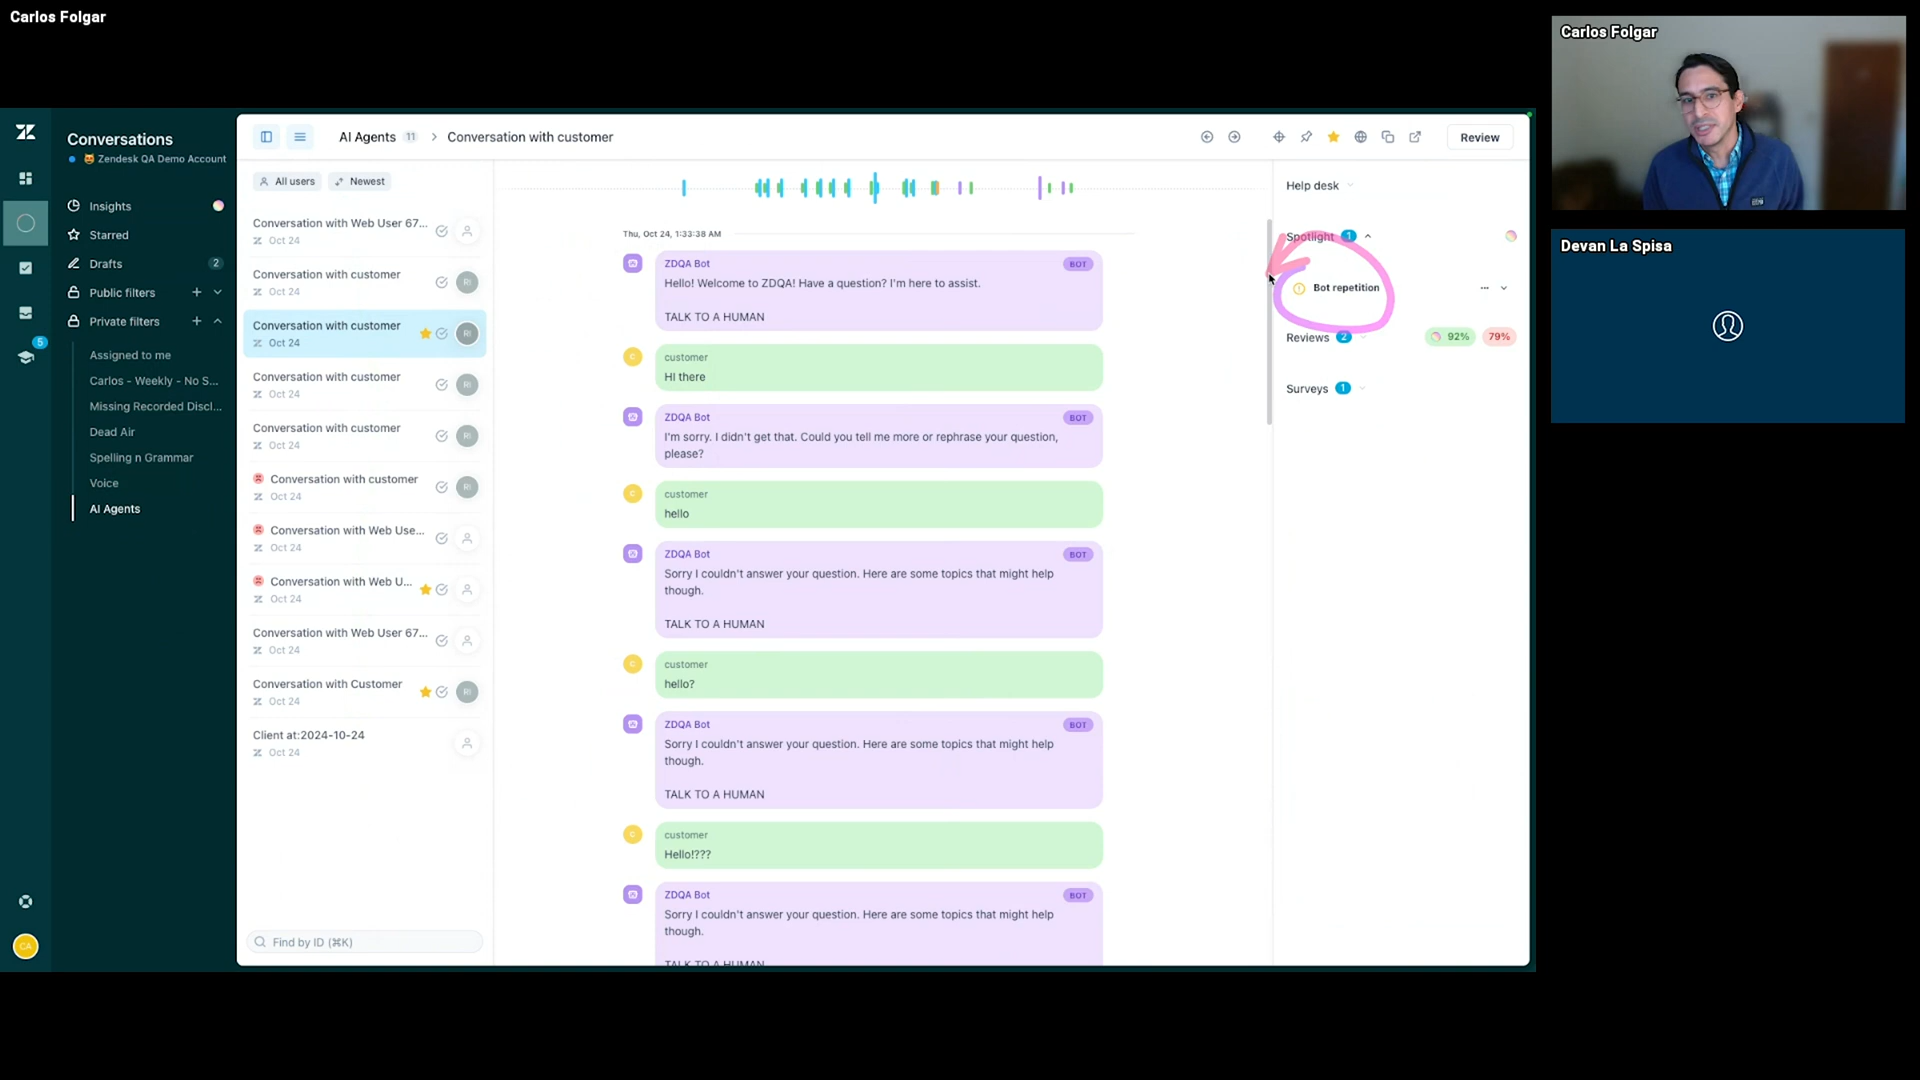 Carlos Folgar
Carlos Folgar
Devan La Spisa
Conversations
Zendesk QA Demo Account
Insights
Starred
Drafts 2
Public filters
Private filters
5
Assigned to me
Carlos - Weekly - No S...
Missing Recorded Discl...
Dead Air
Spelling n Grammar
Voice
AI Agents
CA
AI Agents 11 > Conversation with customer
Review
All users
Newest
Conversation with Web User 67...
Oct 24
Conversation with customer
Oct 24
RI
Conversation with customer
Oct 24
RI
Conversation with customer
Oct 24
RI
Conversation with customer
Oct 24
RI
Conversation with customer
Oct 24
RI
Conversation with Web Use...
Oct 24
Conversation with Web U...
Oct 24
Conversation with Web User 67...
Oct 24
Conversation with Customer
Oct 24
RI
Client at:2024-10-24
Oct 24
Find by ID (⌘K)
Thu, Oct 24, 1:33:38 AM
ZDQA Bot BOT
Hello! Welcome to ZDQA! Have a question? I'm here to assist.
TALK TO A HUMAN
C customer
HI there
ZDQA Bot BOT
I'm sorry. I didn't get that. Could you tell me more or rephrase your question,
please?
C customer
hello
ZDQA Bot BOT
Sorry I couldn't answer your question. Here are some topics that might help
though.
TALK TO A HUMAN
C customer
hello?
ZDQA Bot BOT
Sorry I couldn't answer your question. Here are some topics that might help
though.
TALK TO A HUMAN
C customer
Hello!???
ZDQA Bot BOT
Sorry I couldn't answer your question. Here are some topics that might help
though.
TALK TO A HUMAN
Help desk
Spotlight 1
Bot repetition
Reviews 2 92% 79%
Surveys 1